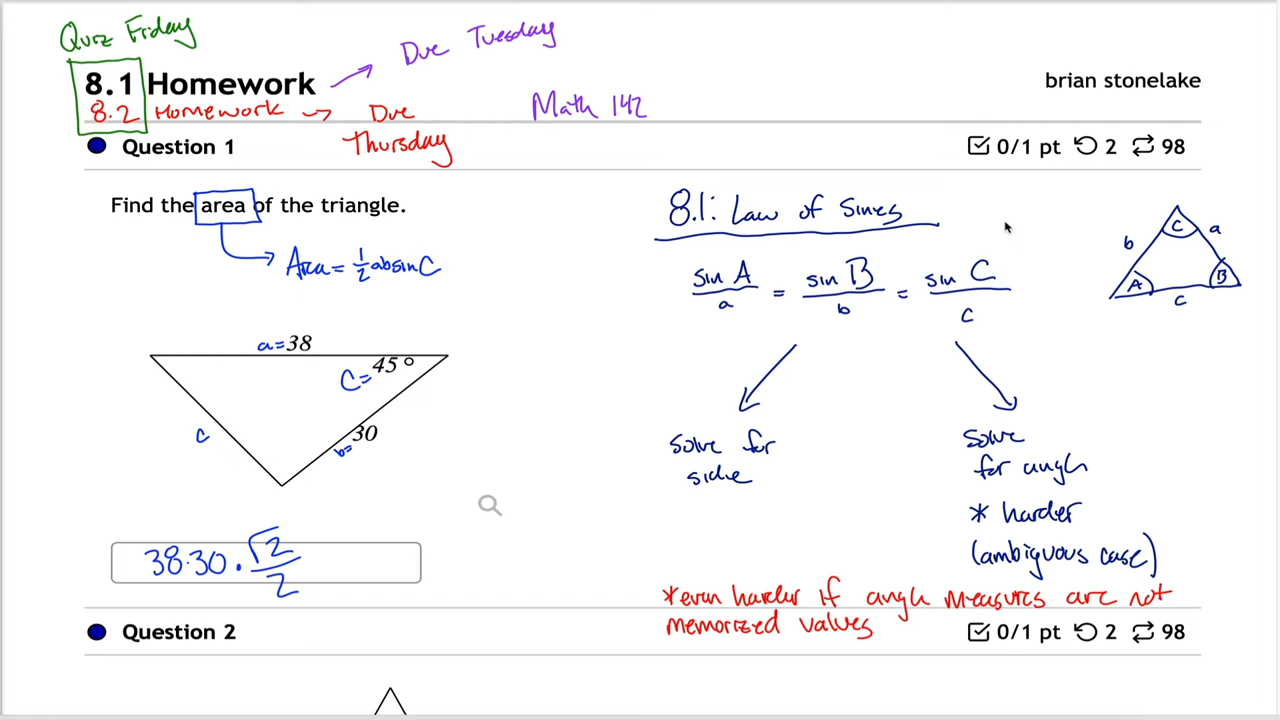 Quiz Friday
Due Tuesday
8.1 Homework
brian stonelake
8.2 Homework → Due
Thursday
Math 142
Question 1
0/1 pt 2 98
Find the area of the triangle.
Area = 1/2 ab sin C
a = 38
C = 45°
c
b = 30
38·30·√2/2
8.1: Law of Sines
sin A/a = sin B/b = sin C/c
C
b
a
A
B
c
solve for
side
solve
for angle
* harder
(ambiguous case)
*even harder if angle measures are not
memorized values
Question 2
0/1 pt 2 98